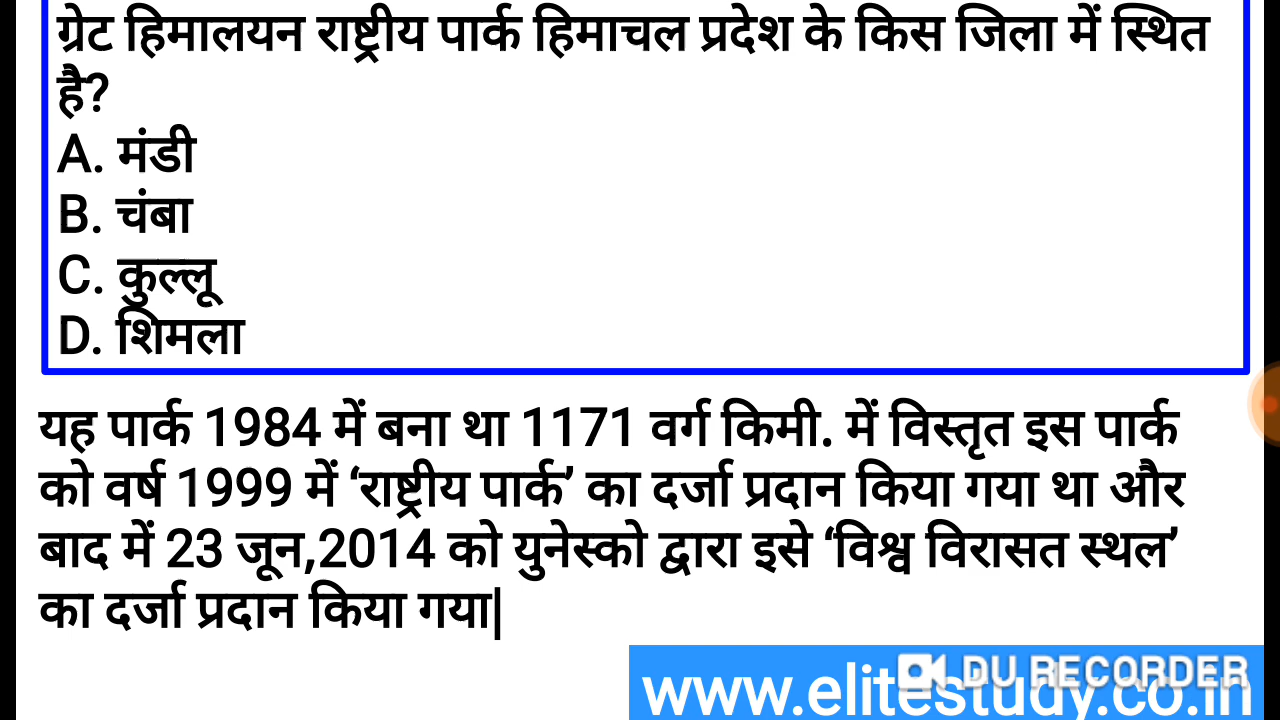 ग्रेट हिमालयन राष्ट्रीय पार्क हिमाचल प्रदेश के किस जिला में स्थित
है?
A. मंडी
B. चंबा
C. कुल्लू
D. शिमला
यह पार्क 1984 में बना था 1171 वर्ग किमी. में विस्तृत इस पार्क
को वर्ष 1999 में ‘राष्ट्रीय पार्क’ का दर्जा प्रदान किया गया था और
बाद में 23 जून,2014 को युनेस्को द्वारा इसे ‘विश्व विरासत स्थल’
का दर्जा प्रदान किया गया|
DU RECORDER
www.elitestudy.co.in